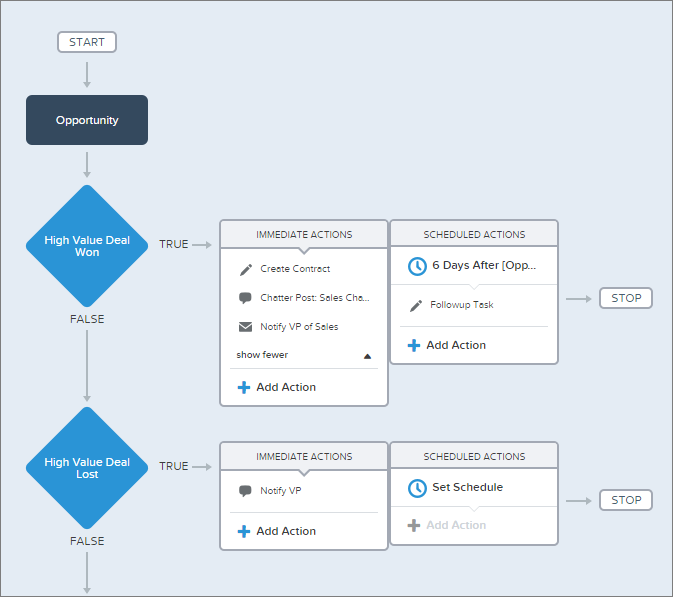 START
Opportunity
High Value Deal
Won
TRUE
FALSE
IMMEDIATE ACTIONS
Create Contract
Chatter Post: Sales Cha...
Notify VP of Sales
show fewer
Add Action
SCHEDULED ACTIONS
6 Days After [Opp...
Followup Task
Add Action
STOP
High Value Deal
Lost
TRUE
FALSE
IMMEDIATE ACTIONS
Notify VP
Add Action
SCHEDULED ACTIONS
Set Schedule
Add Action
STOP